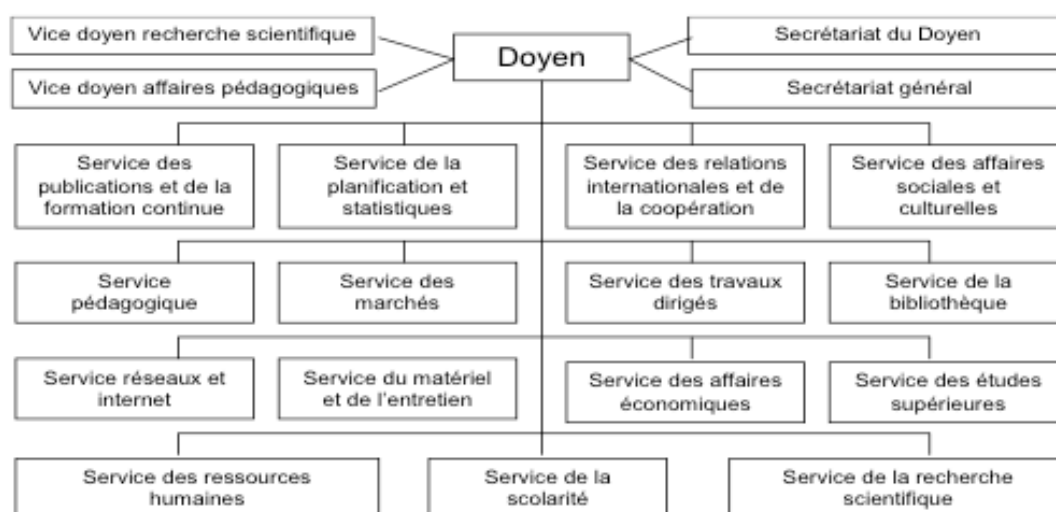 Vice doyen recherche scientifique
Doyen
Secrétariat du Doyen
Vice doyen affaires pédagogiques
Secrétariat général
Service des
publications et de la
formation continue
Service de la
planification et
statistiques
Service des relations
internationales et de
la coopération
Service des affaires
sociales et
culturelles
Service
pédagogique
Service des
marchés
Service des travaux
dirigés
Service de la
bibliothèque
Service réseaux et
internet
Service du matériel
et de l'entretien
Service des affaires
économiques
Service des études
supérieures
Service des ressources
humaines
Service de la
scolarité
Service de la recherche
scientifique